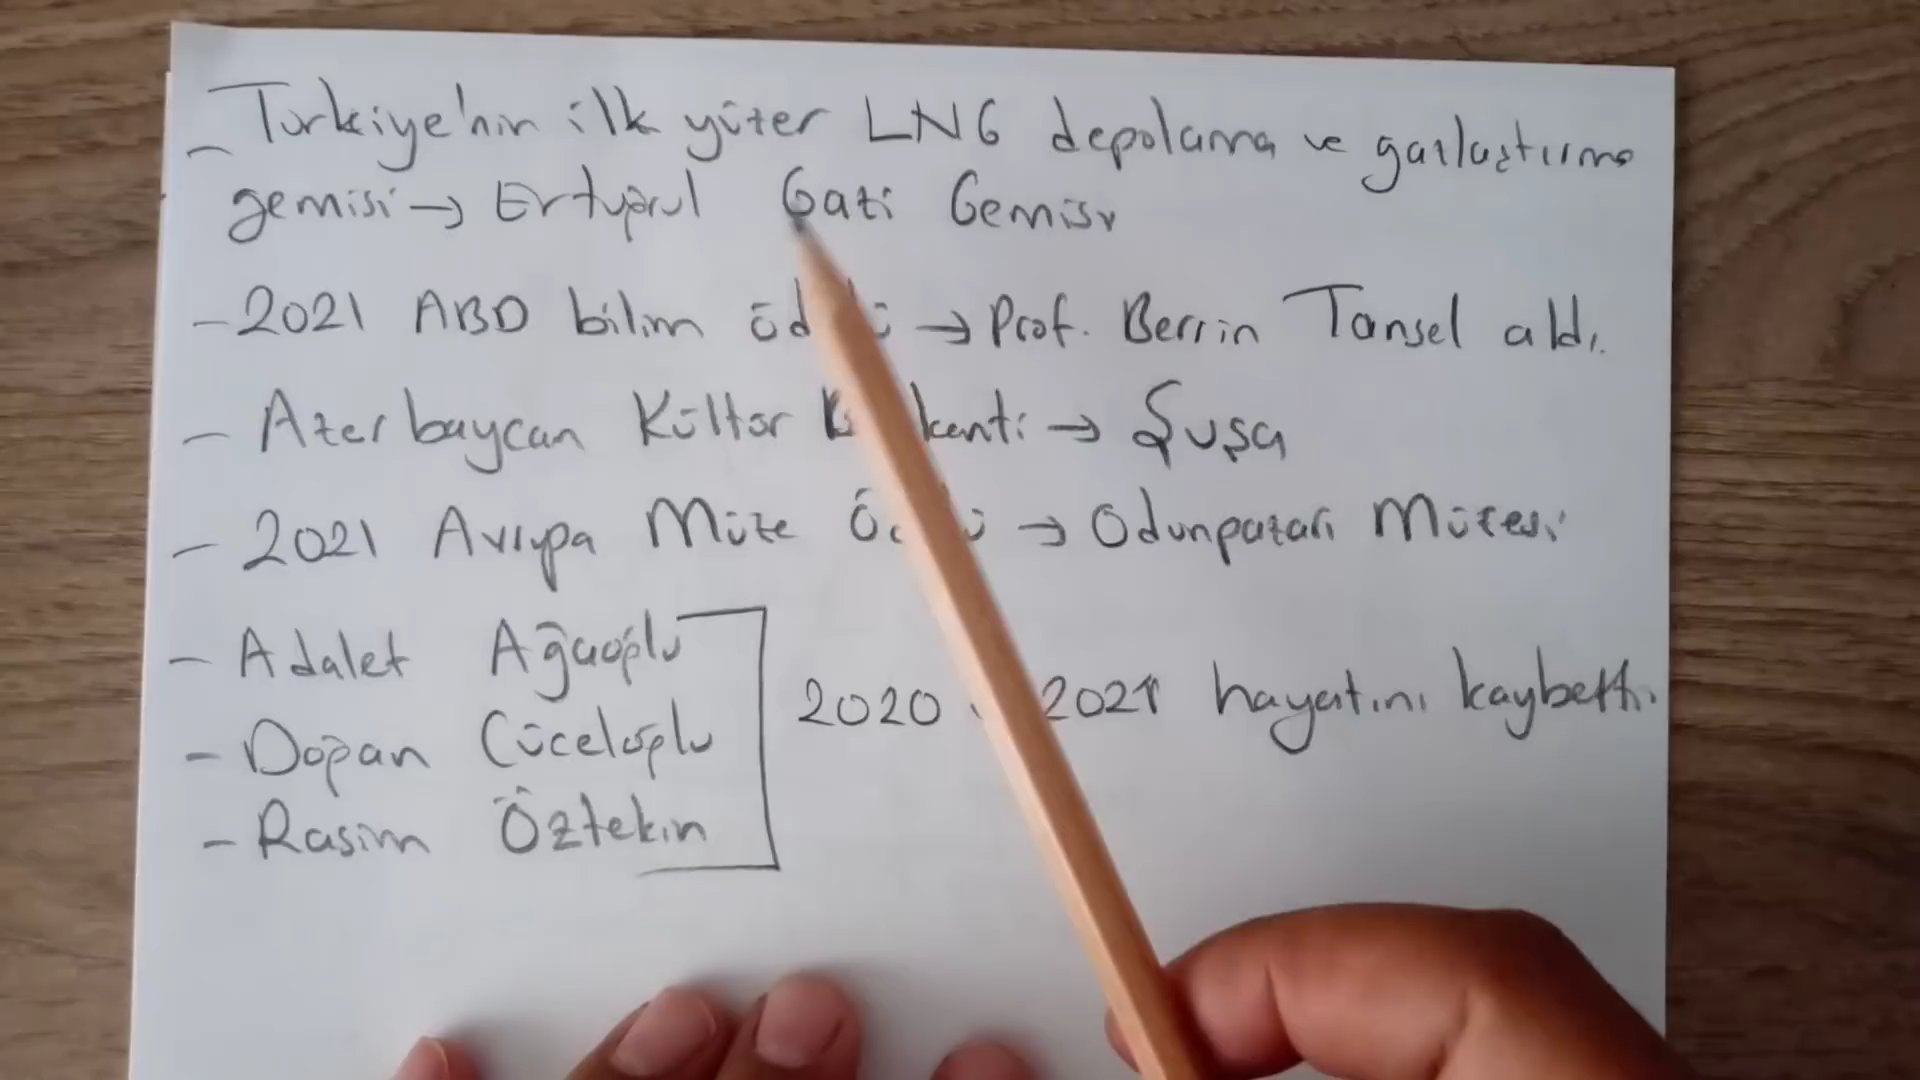 - Türkiye'nin ilk yüzer LNG depolama ve gazlaştırma
gemisi → Ertuğrul Gazi Gemisi
- 2021 ABD bilim → Prof. Berrin Tansel aldı.
- Azerbaycan Kültür → Şuşa
- 2021 Avrupa Müze → Odunpazarı Müzesi
- Adalet Ağaoğlu
- Doğan Cüceloğlu
- Rasim Öztekin
2020 2021 hayatını kaybetti.